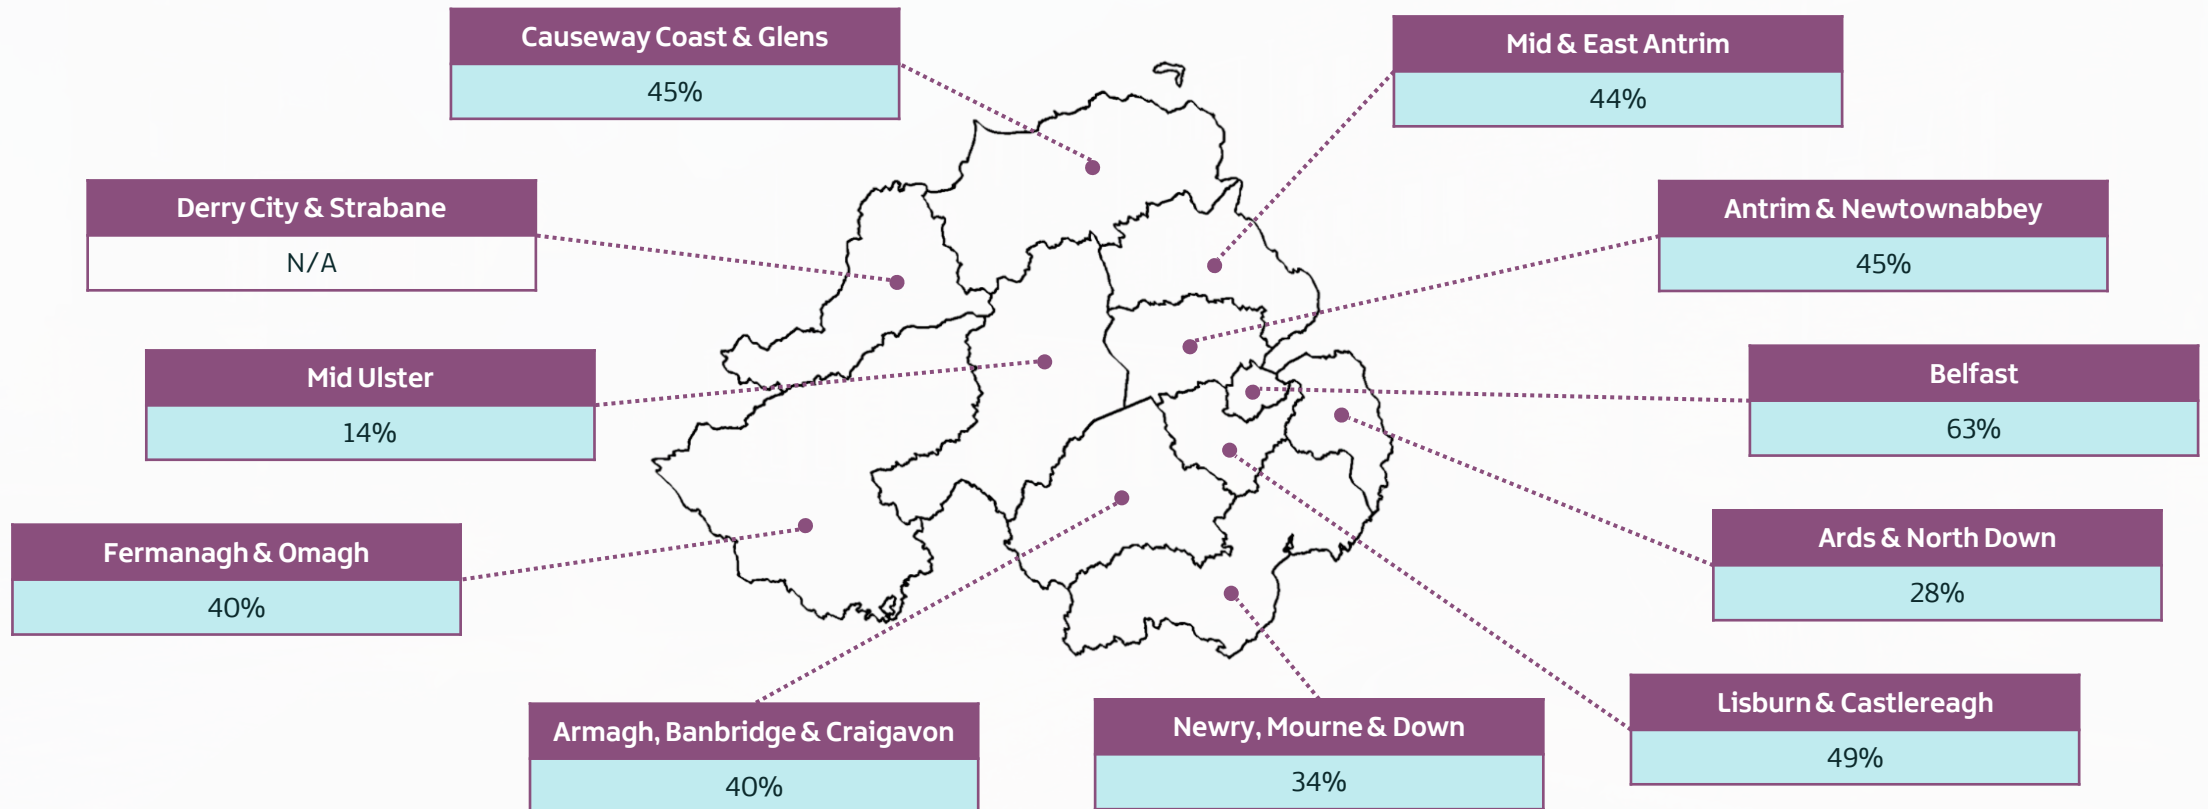 Causeway Coast & Glens
45%
Mid & East Antrim
44%
Derry City & Strabane
N/A
Antrim & Newtownabbey
45%
Mid Ulster
14%
Belfast
63%
Fermanagh & Omagh
40%
Ards & North Down
28%
Armagh, Banbridge & Craigavon
40%
Newry, Mourne & Down
34%
Lisburn & Castlereagh
49%